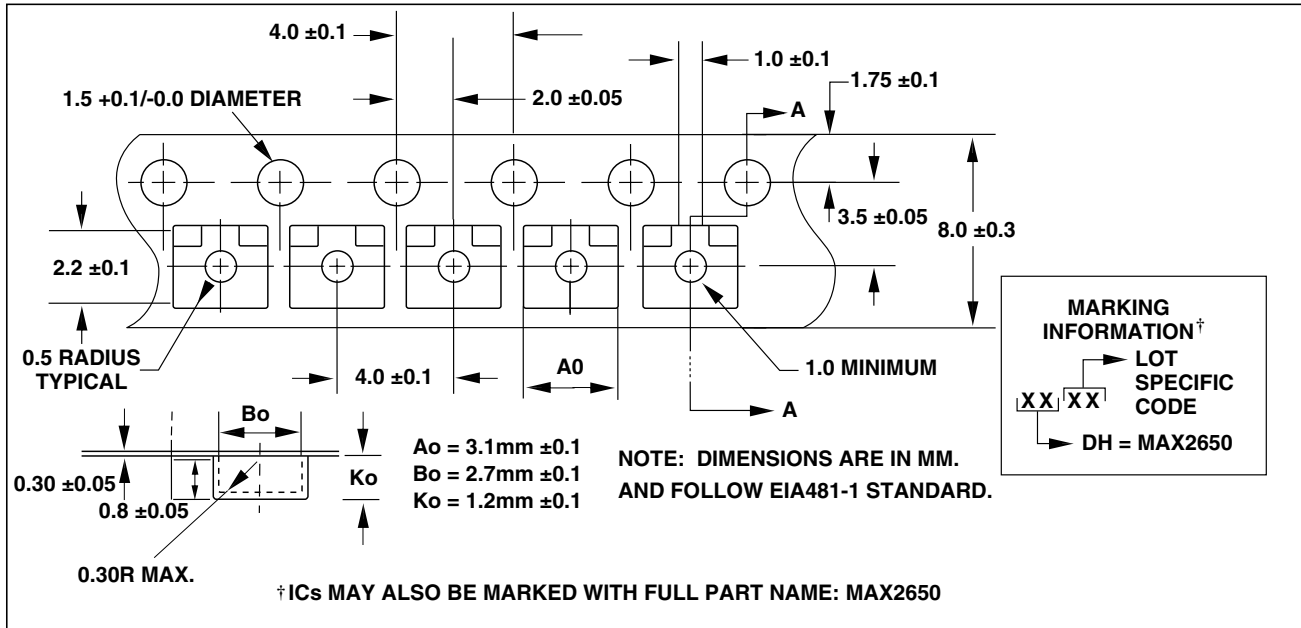 4.0 ±0.1
1.0 ±0.1
1.75 ±0.1
1.5 +0.1/-0.0 DIAMETER
2.0 ±0.05
A
3.5 ±0.05
8.0 ±0.3
2.2 ±0.1
0.5 RADIUS
TYPICAL
4.0 ±0.1
A0
1.0 MINIMUM
A
MARKING
INFORMATION†
LOT
SPECIFIC
CODE
XX XX
DH = MAX2650
Bo
Ko
0.30 ±0.05
0.8 ±0.05
0.30R MAX.
Ao = 3.1mm ±0.1
Bo = 2.7mm ±0.1
Ko = 1.2mm ±0.1
NOTE: DIMENSIONS ARE IN MM.
AND FOLLOW EIA481-1 STANDARD.
†ICs MAY ALSO BE MARKED WITH FULL PART NAME: MAX2650